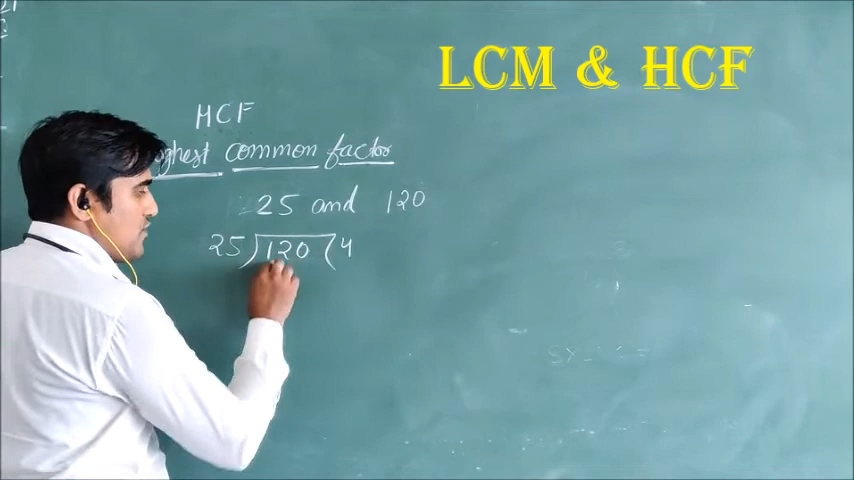 LCM & HCF
HCF
ghest common factor
25 and 120
25)120(4